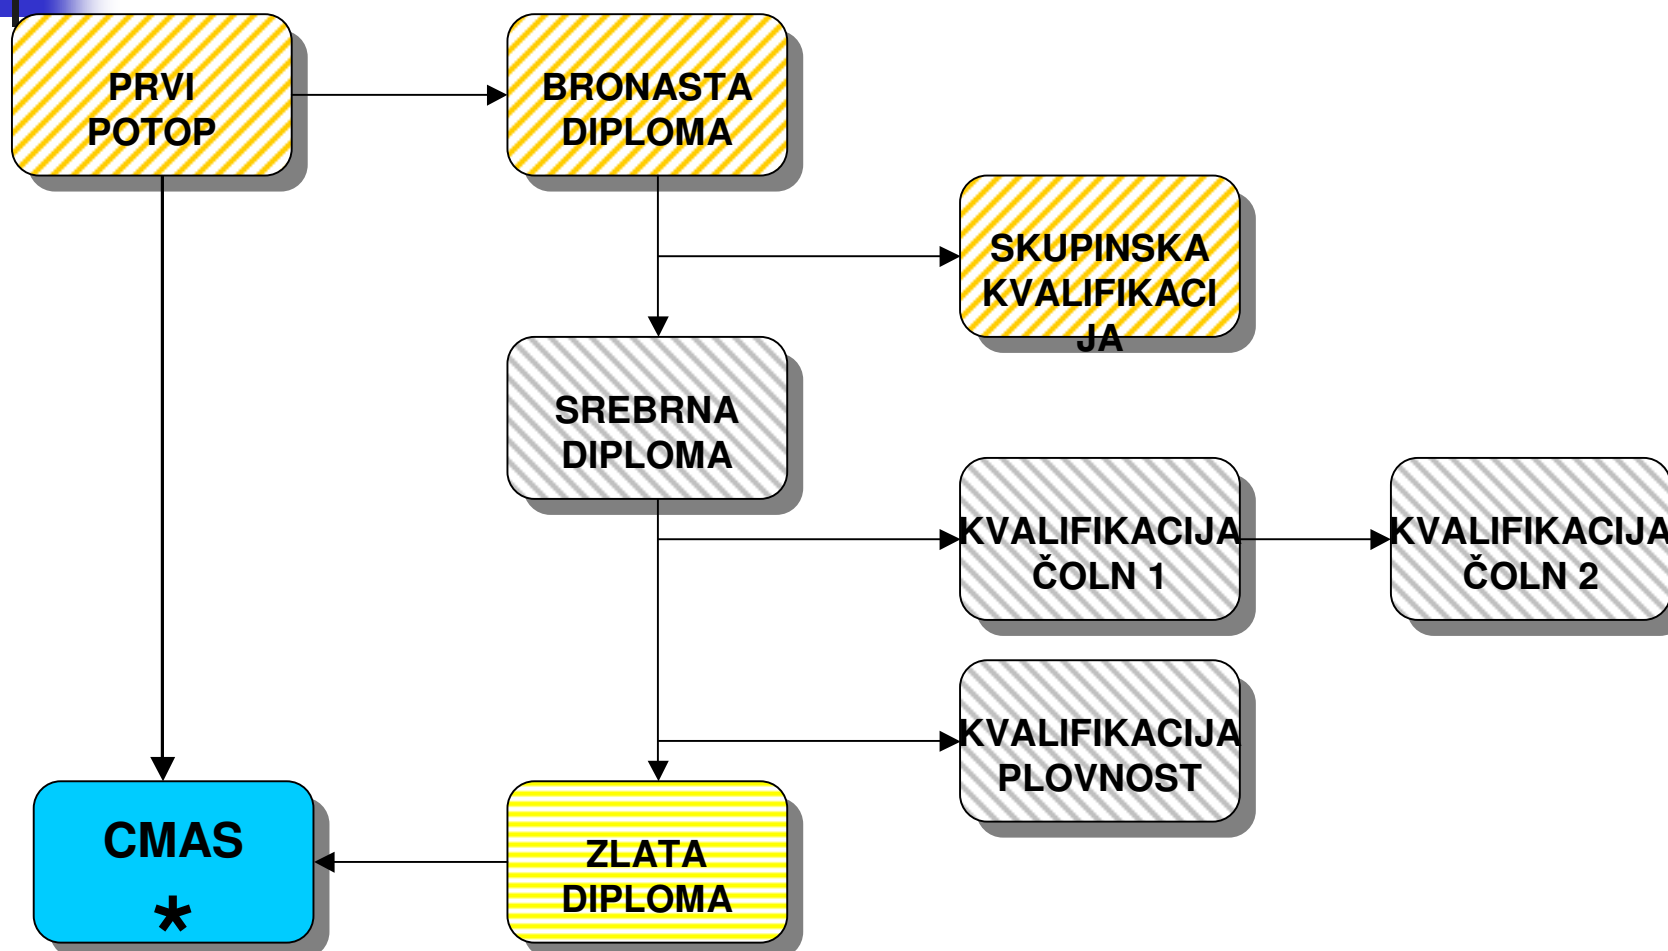 PRVI
POTOP
BRONASTA
DIPLOMA
SKUPINSKA
KVALIFIKACI
JA
SREBRNA
DIPLOMA
KVALIFIKACIJA
ČOLN 1
KVALIFIKACIJA
ČOLN 2
KVALIFIKACIJA
PLOVNOST
CMAS
*
ZLATA
DIPLOMA